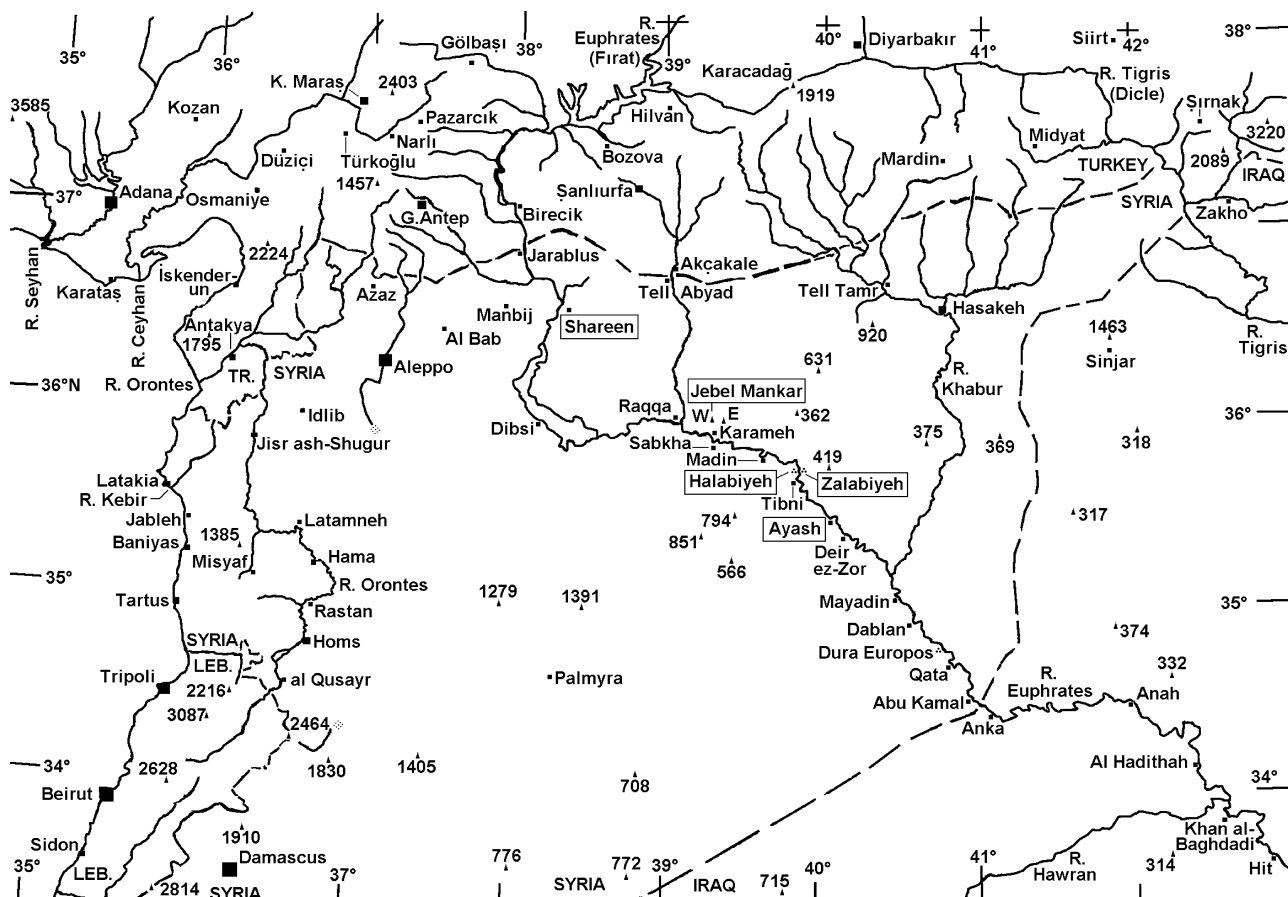 35°
36°
38°
R.
Euphrates
(Fırat)
39°
40°
Diyarbakır
41°
Siirt
42°
38°
Gölbaşı
Karacadağ
1919
R. Tigris
(Dicle)
3585
Kozan
K. Maraş
2403
Pazarcık
Hilvan
Şırnak
3220
Narlı
Türkoğlu
Düziçi
1457
Bozova
Midyat
2089
Mardin
TURKEY
IRAQ
37°
Adana
Osmaniye
G.Antep
Şanlıurfa
Birecik
SYRIA
Zakho
37°
R. Seyhan
Karataş
R. Ceyhan
İskender-
un
2224
Azaz
Jarablus
Akçakale
Tell Abyad
Tell Tamr
Hasakeh
Antakya
1795
Manbij
Al Bab
Shareen
920
1463
Sinjar
R.
Tigris
36°N
R. Orontes
TR.
SYRIA
Aleppo
631
R.
Khabur
Idlib
Jisr ash-Shugur
Dibsi
Raqqa
Jebel Mankar
W
E
362
Karameh
Sabkha
Madin
375
369
318
36°
Latakia
R. Kebir
Halabiyeh
419
Zalabiyeh
Tibni
Jableh
1385
Latamneh
794
Ayash
317
Baniyas
Misyaf
Hama
851
566
Deir
ez-Zor
35°
R. Orontes
Tartus
Rastan
1279
1391
Mayadin
35°
SYRIA
Homs
Dablan
374
LEB.
Dura Europos
Tripoli
2216
al Qusayr
Palmyra
Qata
R.
Euphrates
332
Anah
3087
2464
Abu Kamal
Anka
34°
2628
1830
1405
708
Al Hadithah
34°
Beirut
1910
Khan al-
Baghdadi
Sidon
Damascus
776
772
39°
715
40°
41°
R.
Hawran
314
Hit
35°
LEB.
2814
SYRIA
37°
SYRIA
IRAQ